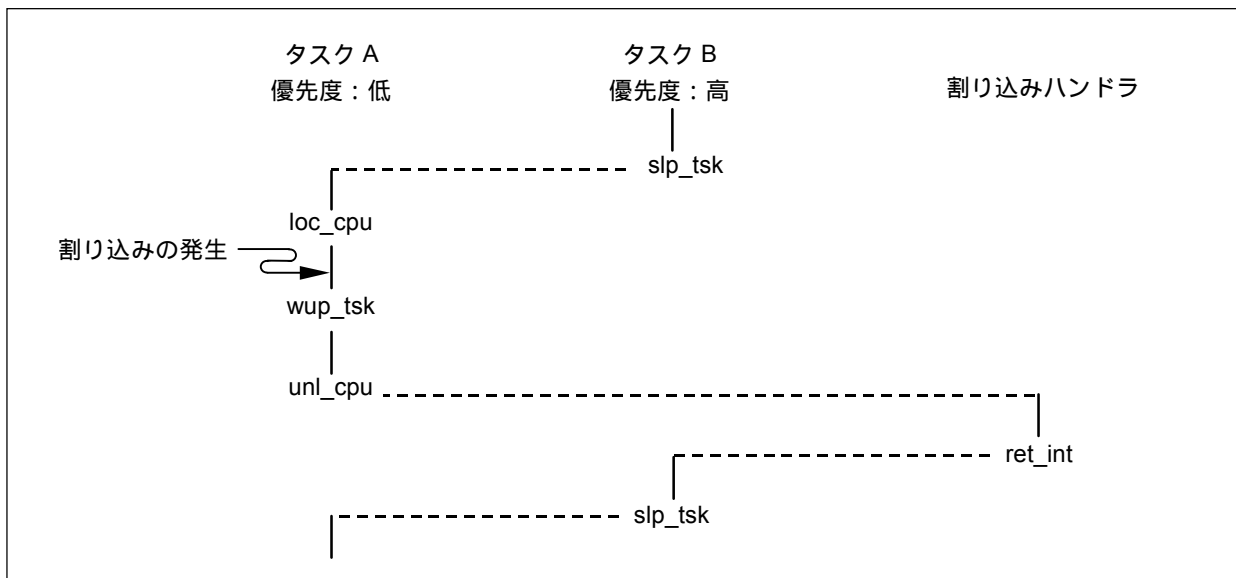 タスク A
優先度：低
タスク B
優先度：高
割り込みハンドラ
slp_tsk
loc_cpu
割り込みの発生
wup_tsk
unl_cpu
ret_int
slp_tsk